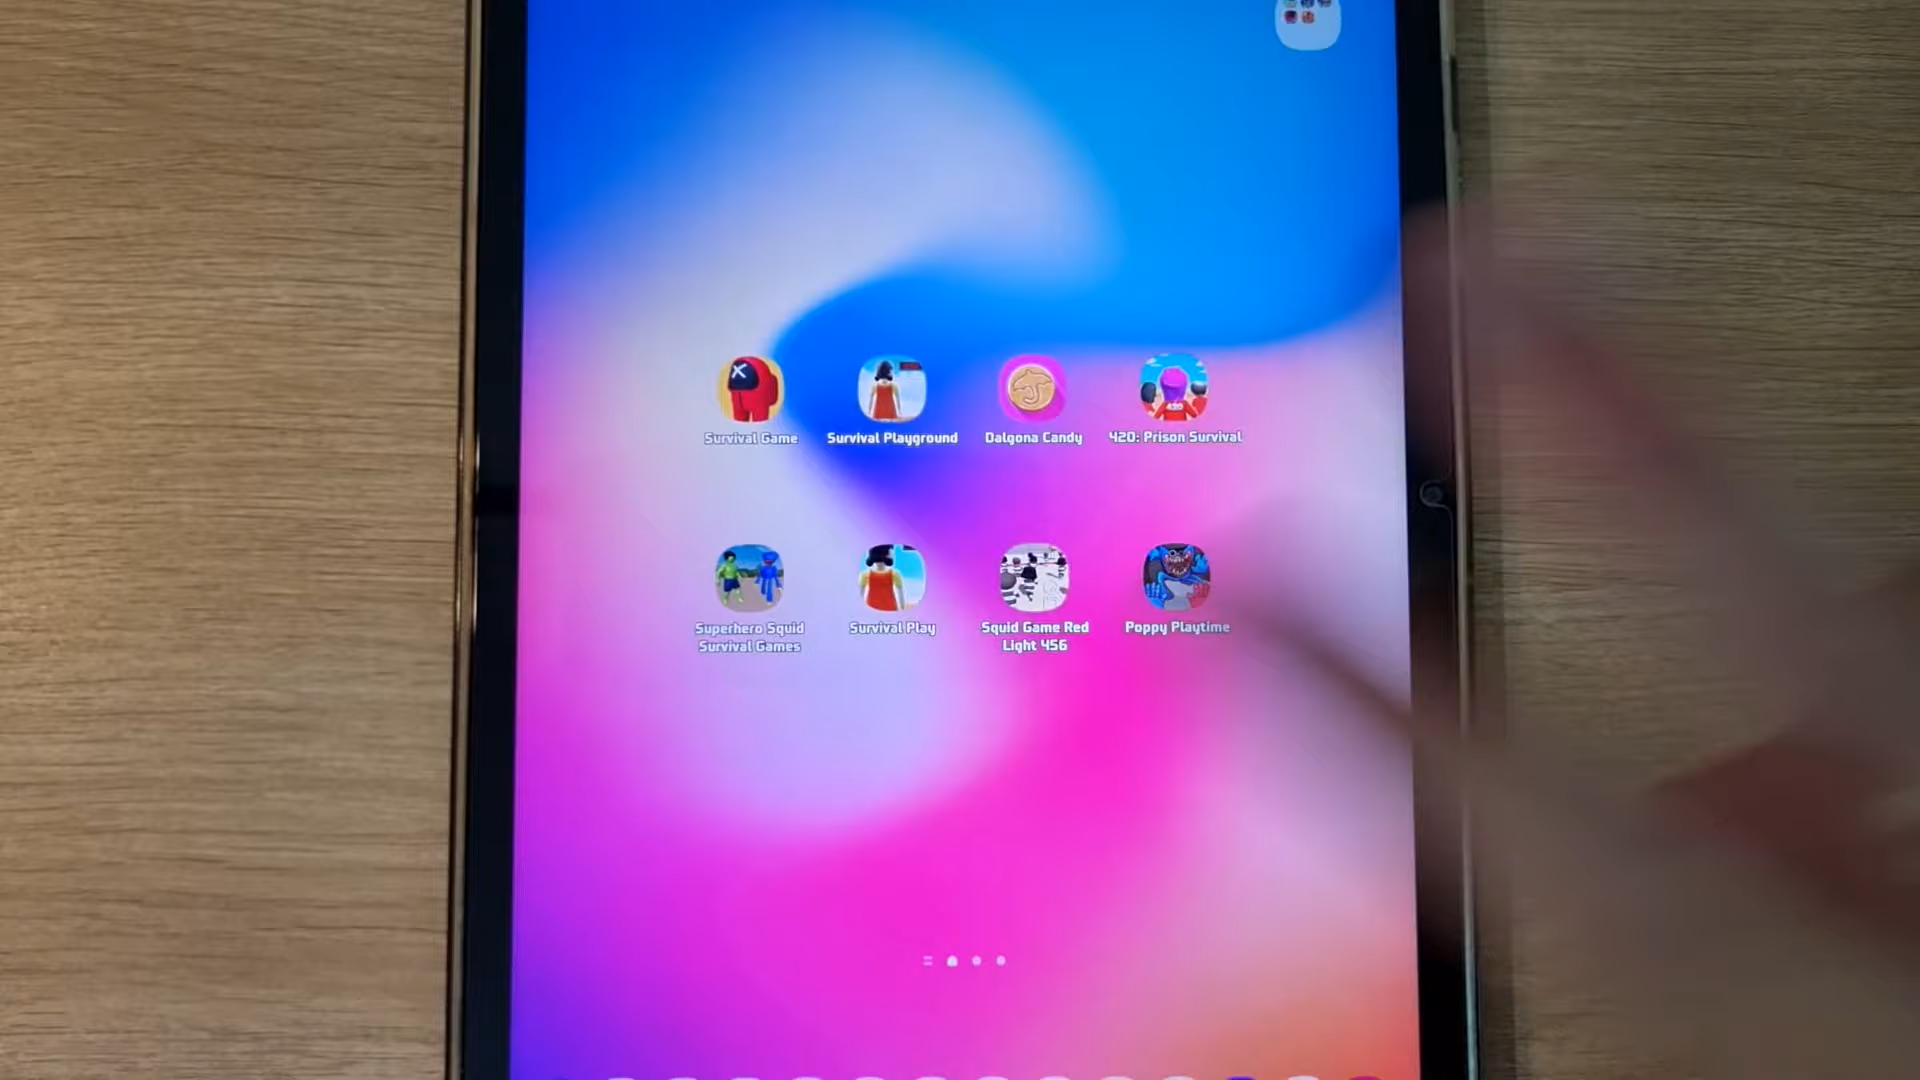 Survival Game
Survival Playground
Dalgona Candy
420: Prison Survival
Superhero Squid
Survival Games
Survival Play
Squid Game Red
Light 456
Poppy Playtime